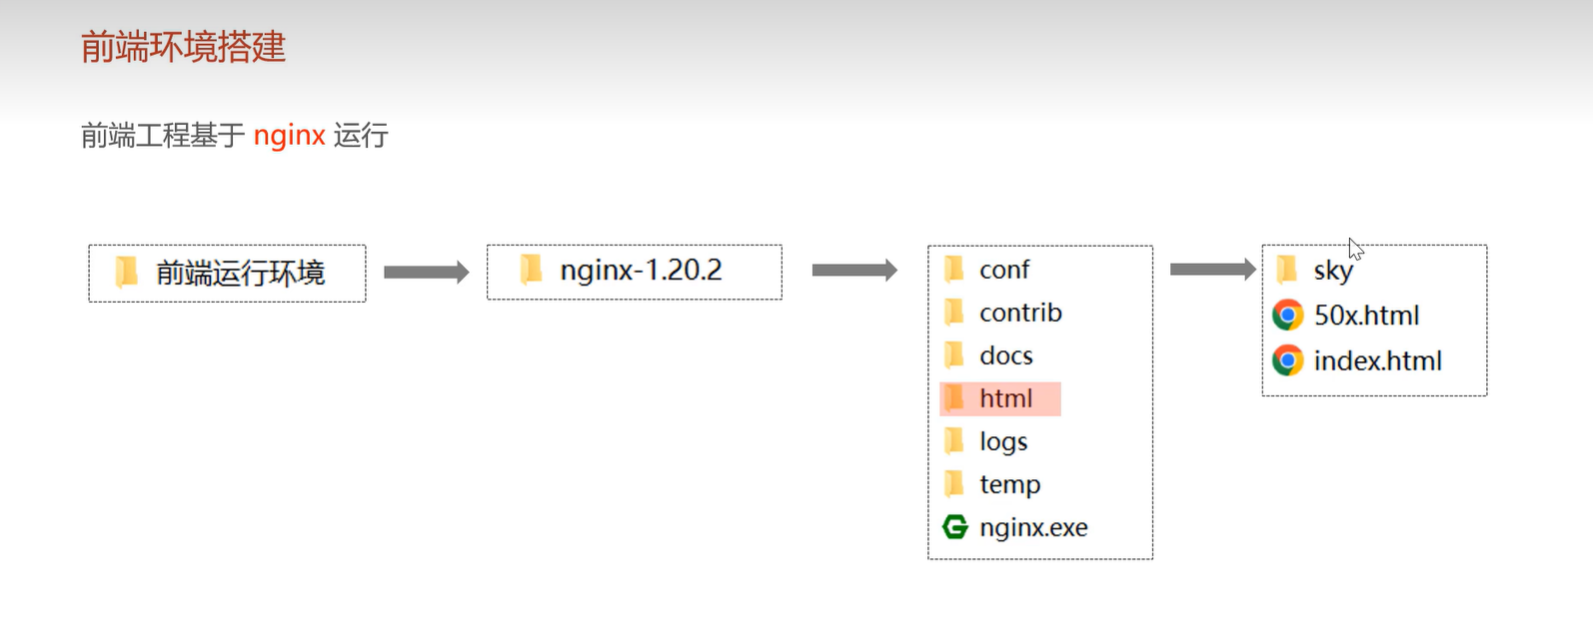 前端环境搭建
前端工程基于 nginx 运行
前端运行环境
nginx-1.20.2
conf
contrib
docs
html
logs
temp
nginx.exe
sky
50x.html
index.html